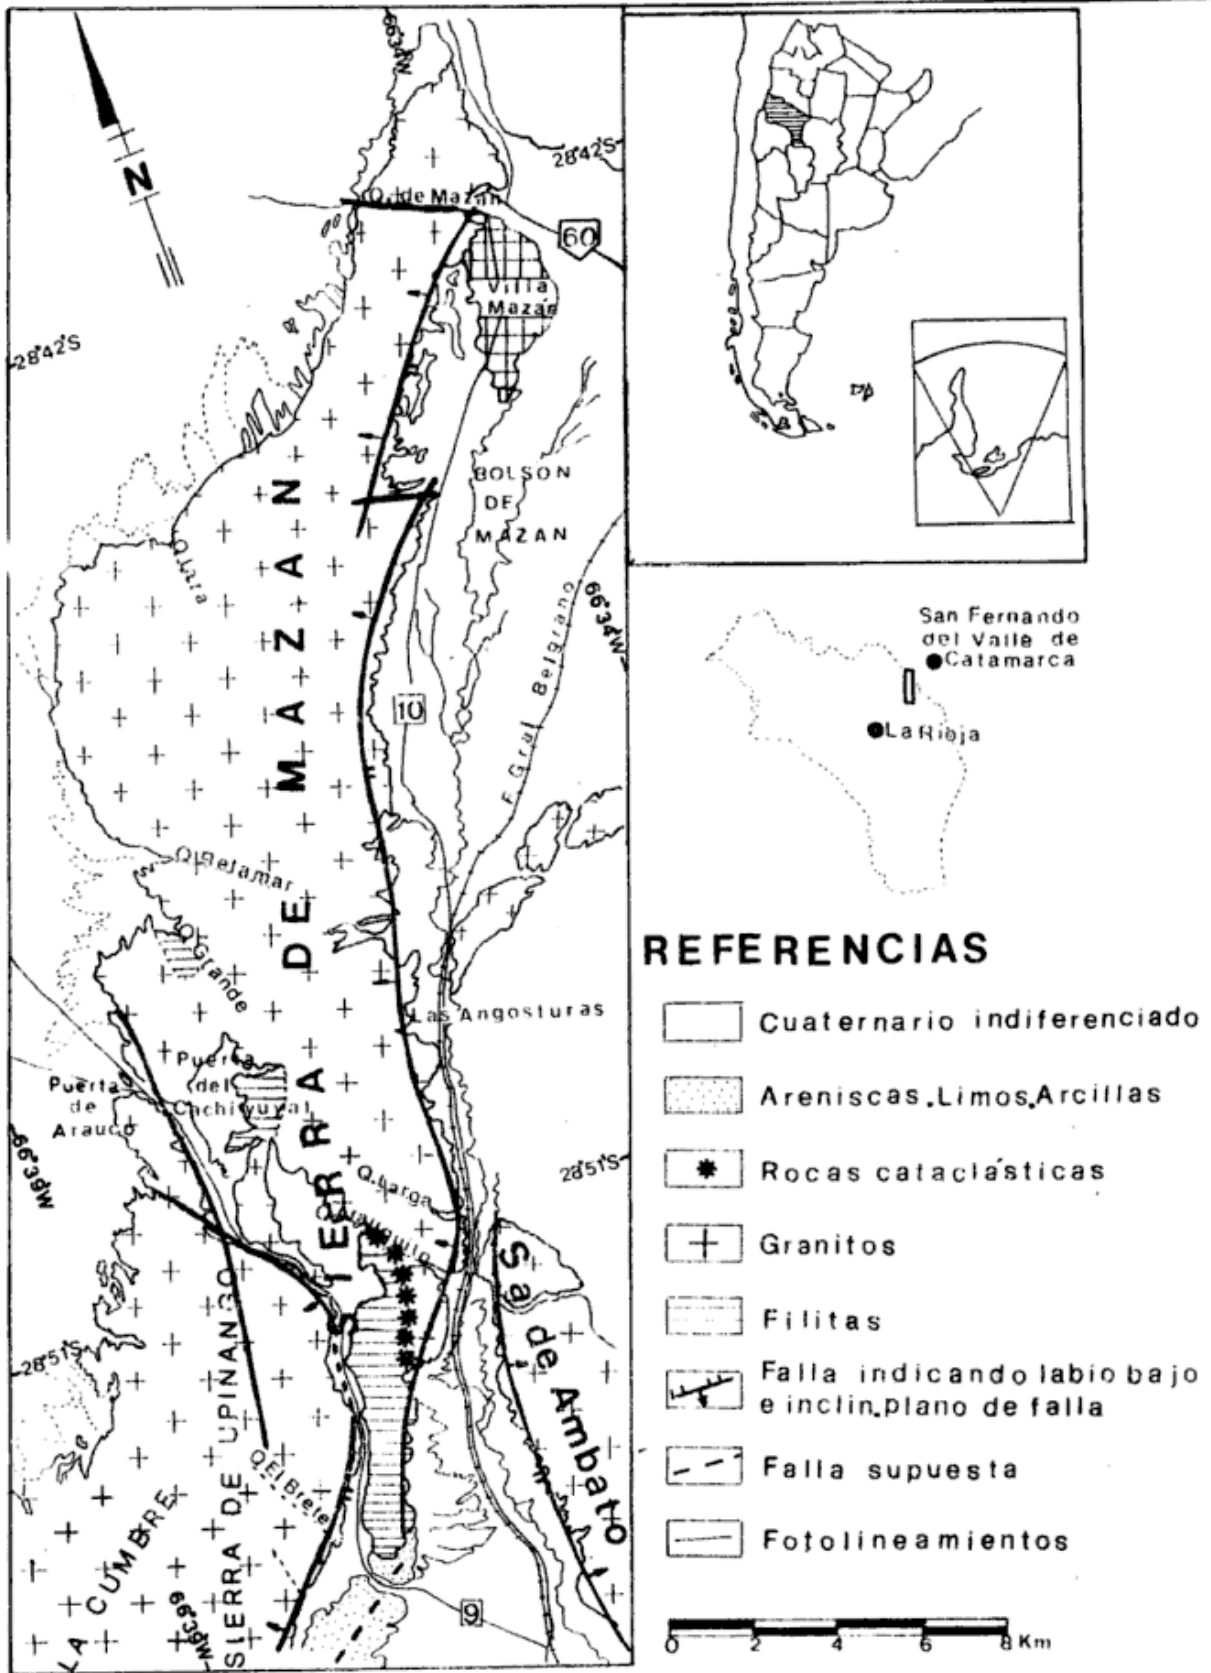 66°34'W
N
28°42'S
Q. de Mazán
60
Villa
Mazán
28°42'S
BOLSON
DE
MAZAN
66°34'W
F. Gral Belgrano
10
SIERRA DE MAZAN
Q. Retamar
Q. Grande
Las Angosturas
Puerta
del
Cachiyuyal
Puerta
de
Arauco
66°39'W
28°51'S
Q. Larga
28°51'S
Sa de Ambato
SIERRA DE UPINANGO
Q. El Brete
LA CUMBRE
66°39'W
9
San Fernando
del Valle de
Catamarca
La Rioja
REFERENCIAS
Cuaternario indiferenciado
Areniscas. Limos. Arcillas
Rocas cataclásticas
Granitos
Filitas
Falla indicando labio bajo
e inclin. plano de falla
Falla supuesta
Fotolineamientos
0 2 4 6 8 Km